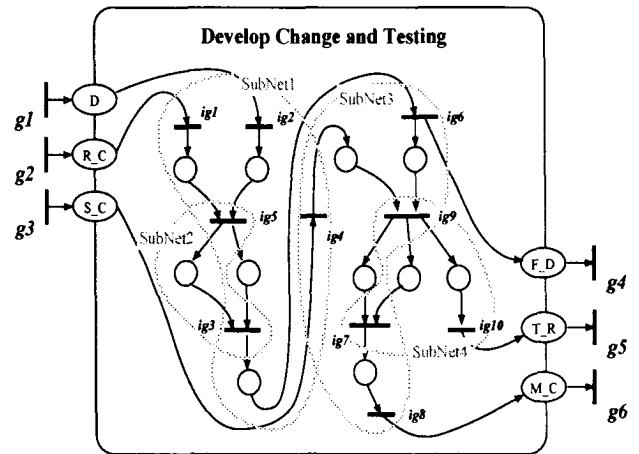 Develop Change and Testing
SubNet1
D
g1
ig1
ig2
SubNet3
ig6
R_C
g2
S_C
g3
ig5
ig4
ig9
SubNet2
F_D
g4
ig3
ig7
ig10
T_R
g5
SubNet4
M_C
g6
ig8